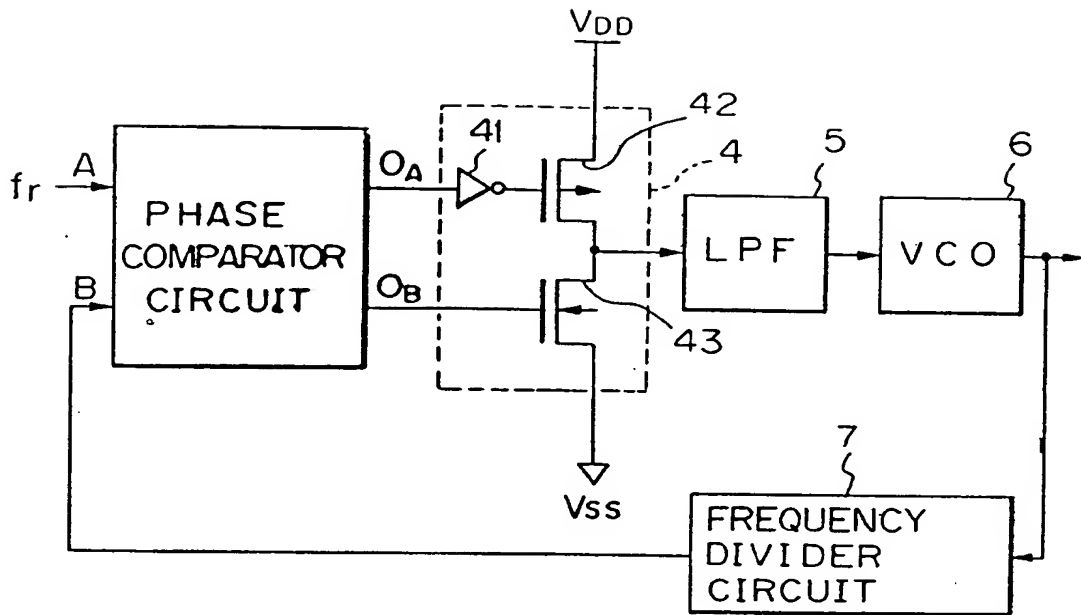 VDD
42
41
4
5
6
A
OA
fr
PHASE
COMPARATOR
CIRCUIT
LPF
VCO
B
OB
43
7
VSS
FREQUENCY
DIVIDER
CIRCUIT